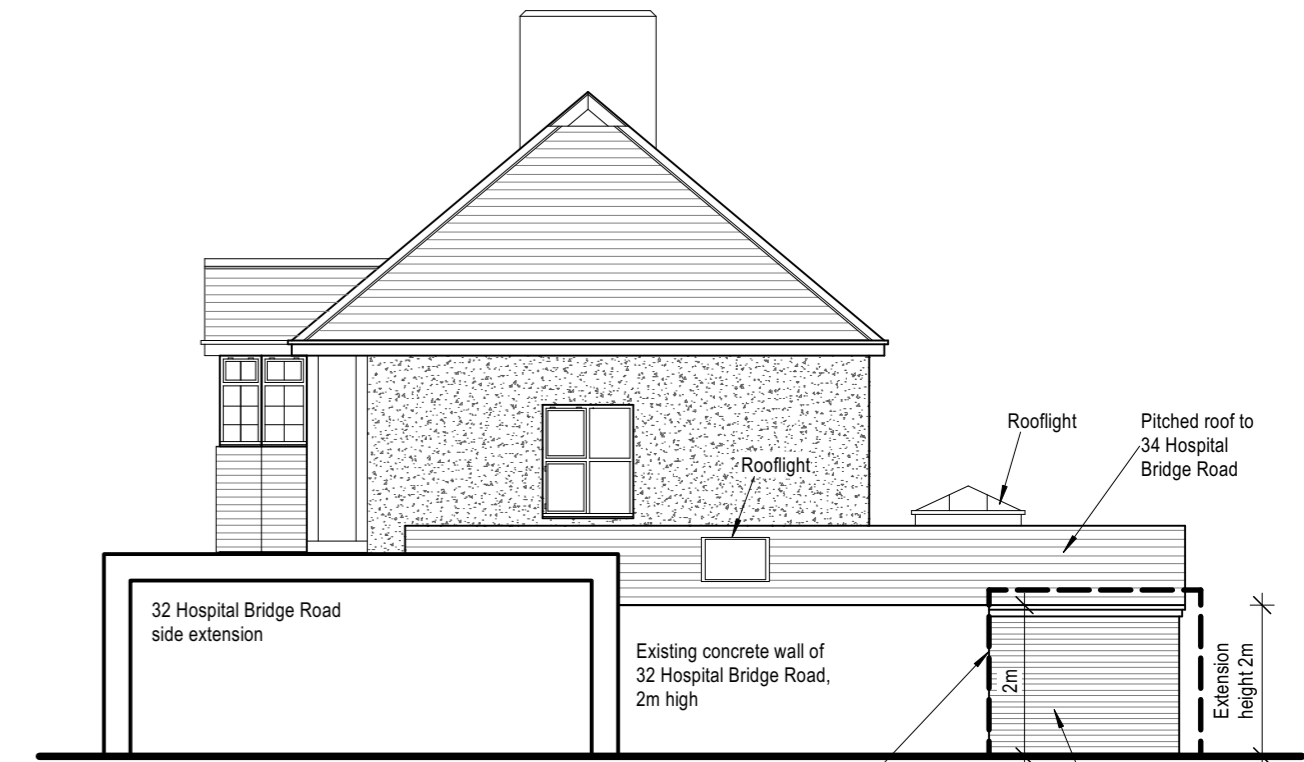 Rooflight
Pitched roof to
34 Hospital
Bridge Road
Rooflight
32 Hospital Bridge Road
side extension
Existing concrete wall of
32 Hospital Bridge Road,
2m high
2m
Extension
height 2m